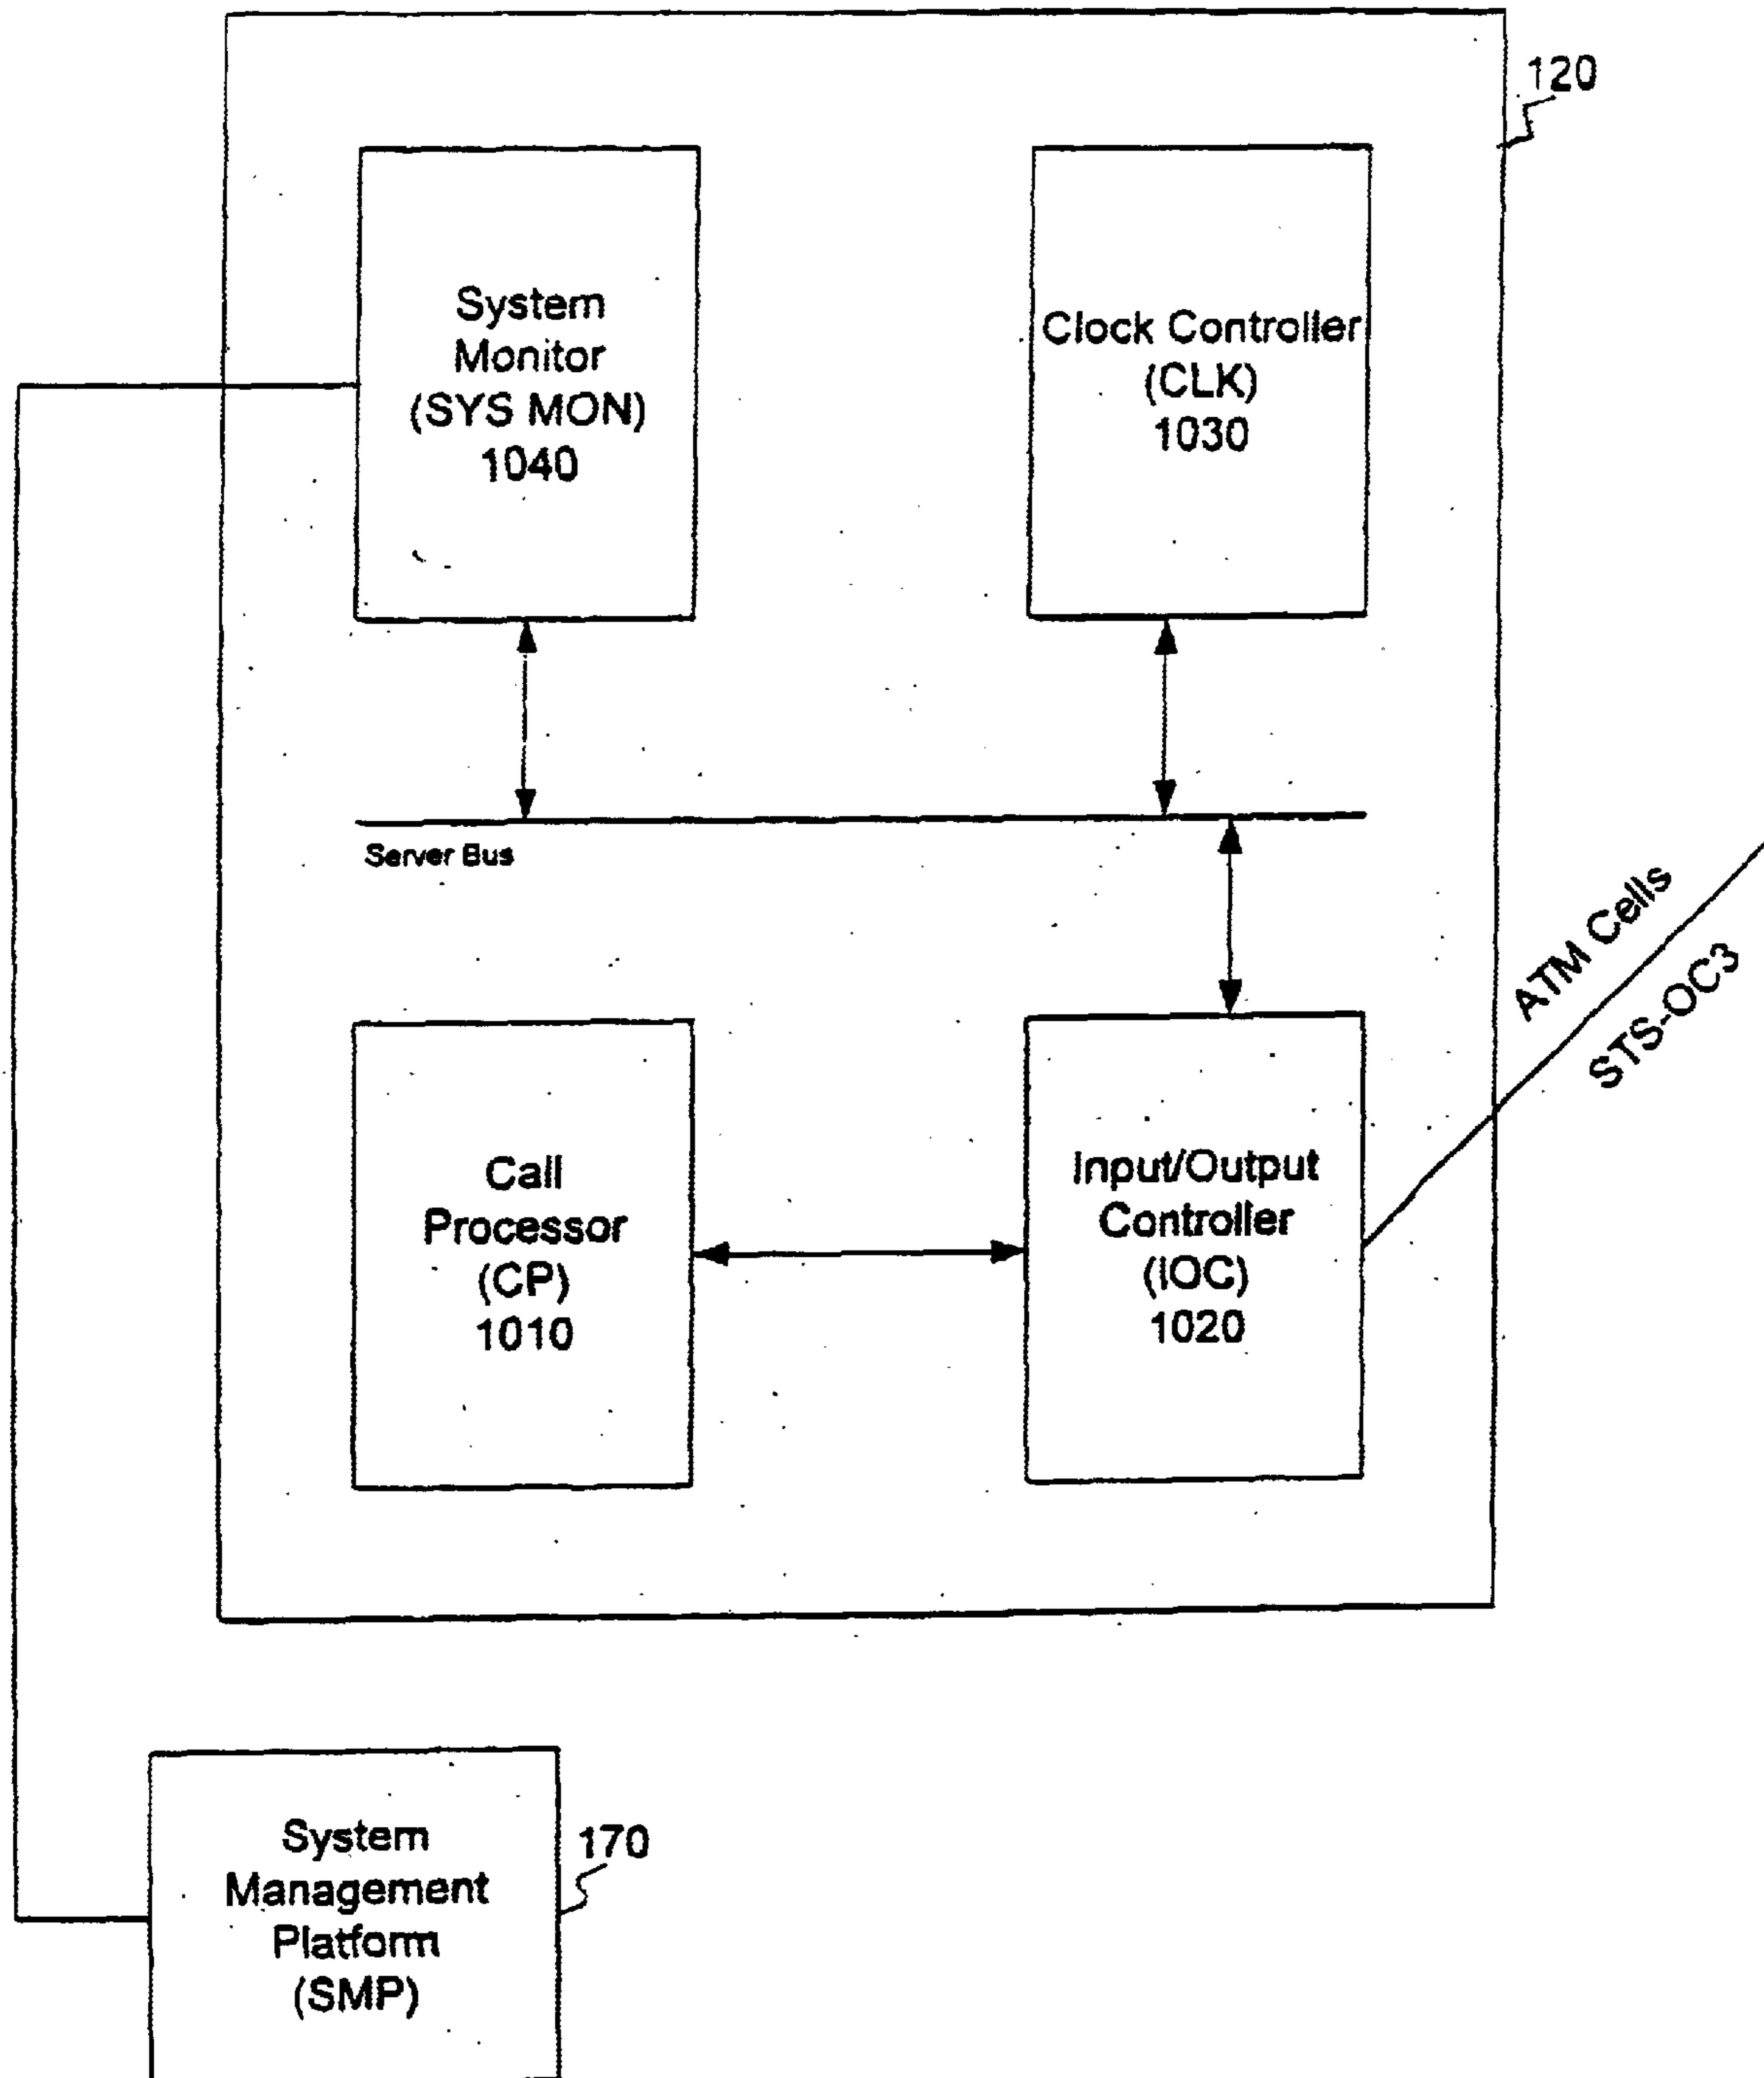 120
System
Monitor
(SYS MON)
1040
Clock Controller
(CLK)
1030
Server Bus
ATM Cells
STS-OC3
Call
Processor
(CP)
1010
Input/Output
Controller
(IOC)
1020
System
Management
Platform
(SMP)
170